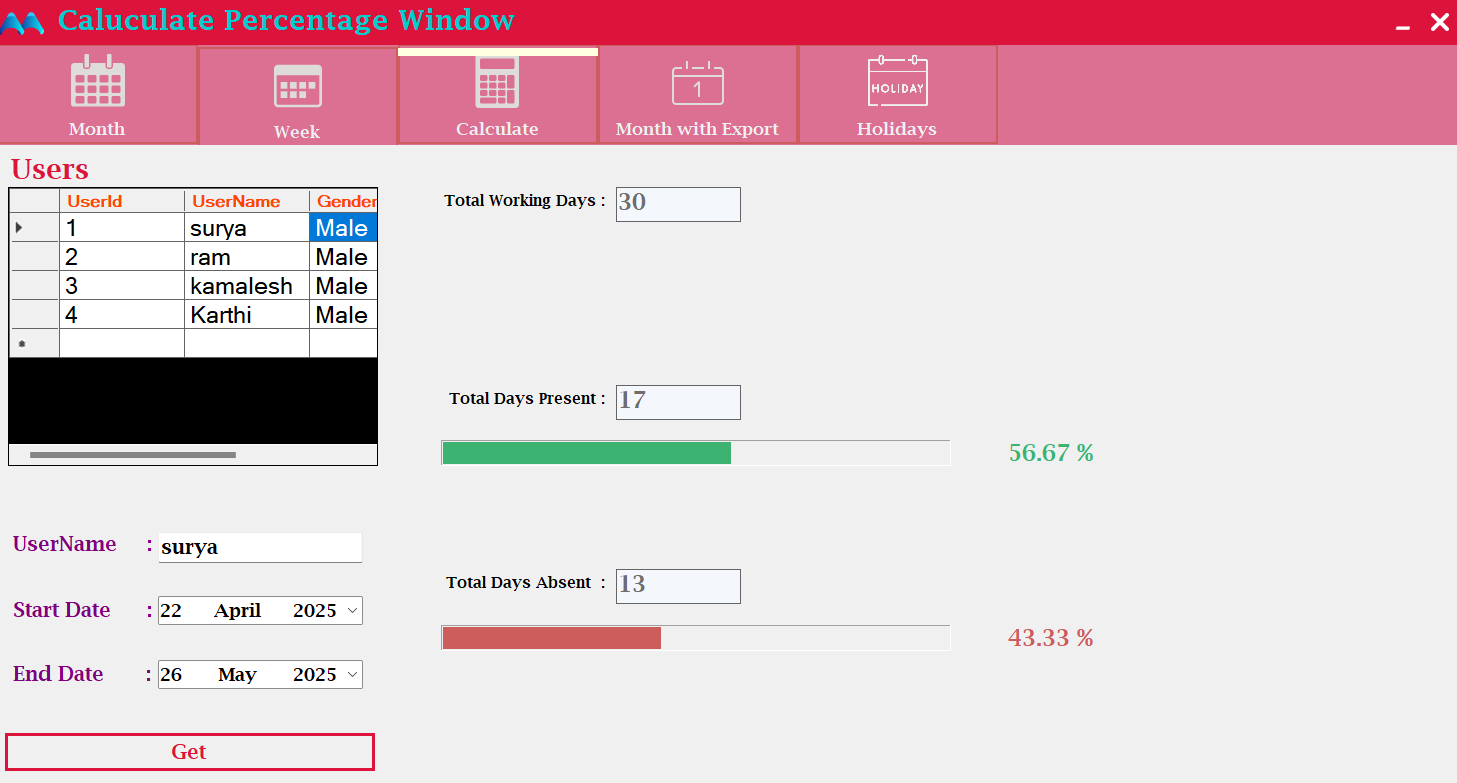 Caluculate Percentage Window
Month
Week
Calculate
1
Month with Export
HOLIDAY
Holidays
Users
UserId UserName Gender
1 surya Male
2 ram Male
3 kamalesh Male
4 Karthi Male
UserName : surya
Start Date : 22 April 2025
End Date : 26 May 2025
Get
Total Working Days : 30
Total Days Present : 17
56.67 %
Total Days Absent : 13
43.33 %